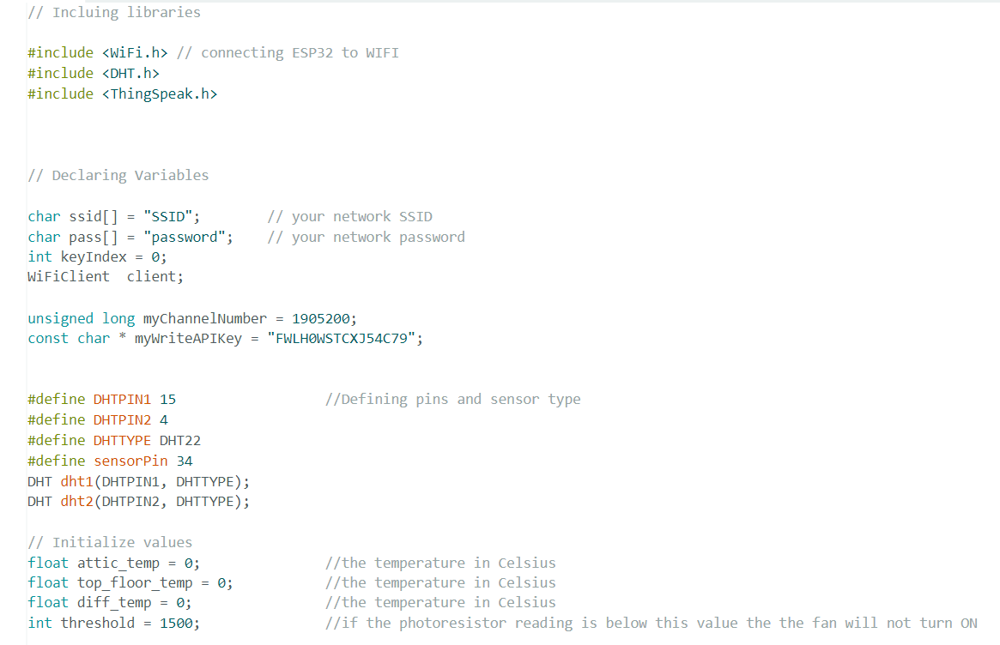 // Incluing libraries
#include <WiFi.h> // connecting ESP32 to WIFI
#include <DHT.h>
#include <ThingSpeak.h>
// Declaring Variables
char ssid[] = "SSID";        // your network SSID
char pass[] = "password";    // your network password
int keyIndex = 0;
WiFiClient  client;
unsigned long myChannelNumber = 1905200;
const char * myWriteAPIKey = "FWLH0WSTCXJ54C79";
#define DHTPIN1 15                  //Defining pins and sensor type
#define DHTPIN2 4
#define DHTTYPE DHT22
#define sensorPin 34
DHT dht1(DHTPIN1, DHTTYPE);
DHT dht2(DHTPIN2, DHTTYPE);
// Initialize values
float attic_temp = 0;               //the temperature in Celsius
float top_floor_temp = 0;           //the temperature in Celsius
float diff_temp = 0;                //the temperature in Celsius
int threshold = 1500;               //if the photoresistor reading is below this value the the fan will not turn ON